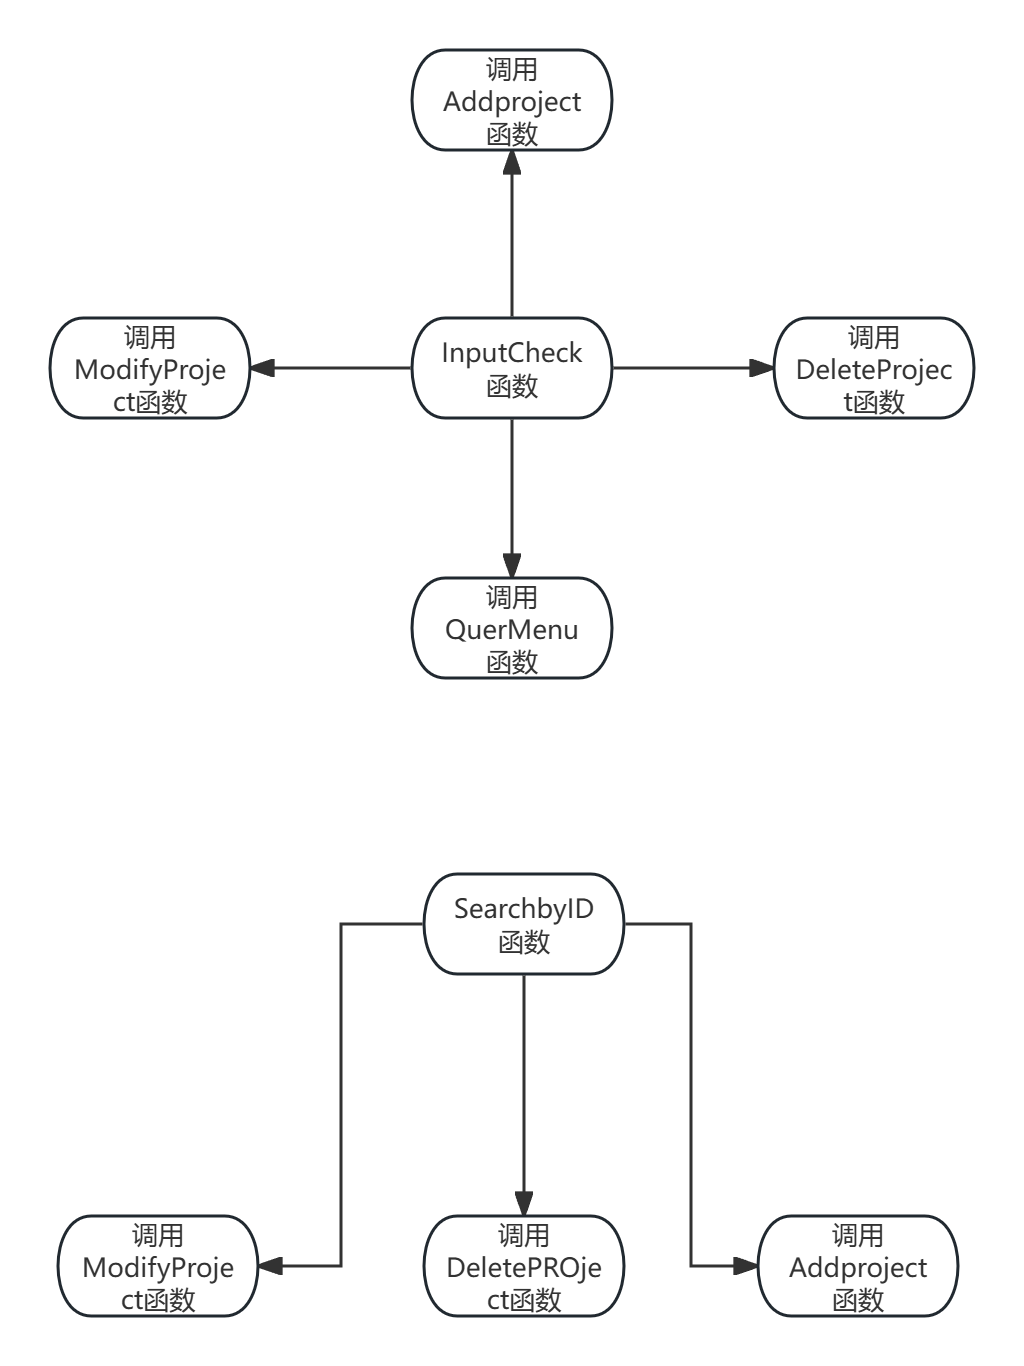 调用
Addproject
函数
调用
ModifyProje
ct函数
InputCheck
函数
调用
DeleteProjec
t函数
调用
QuerMenu
函数
SearchbyID
函数
调用
ModifyProje
ct函数
调用
DeletePROje
ct函数
调用
Addproject
函数